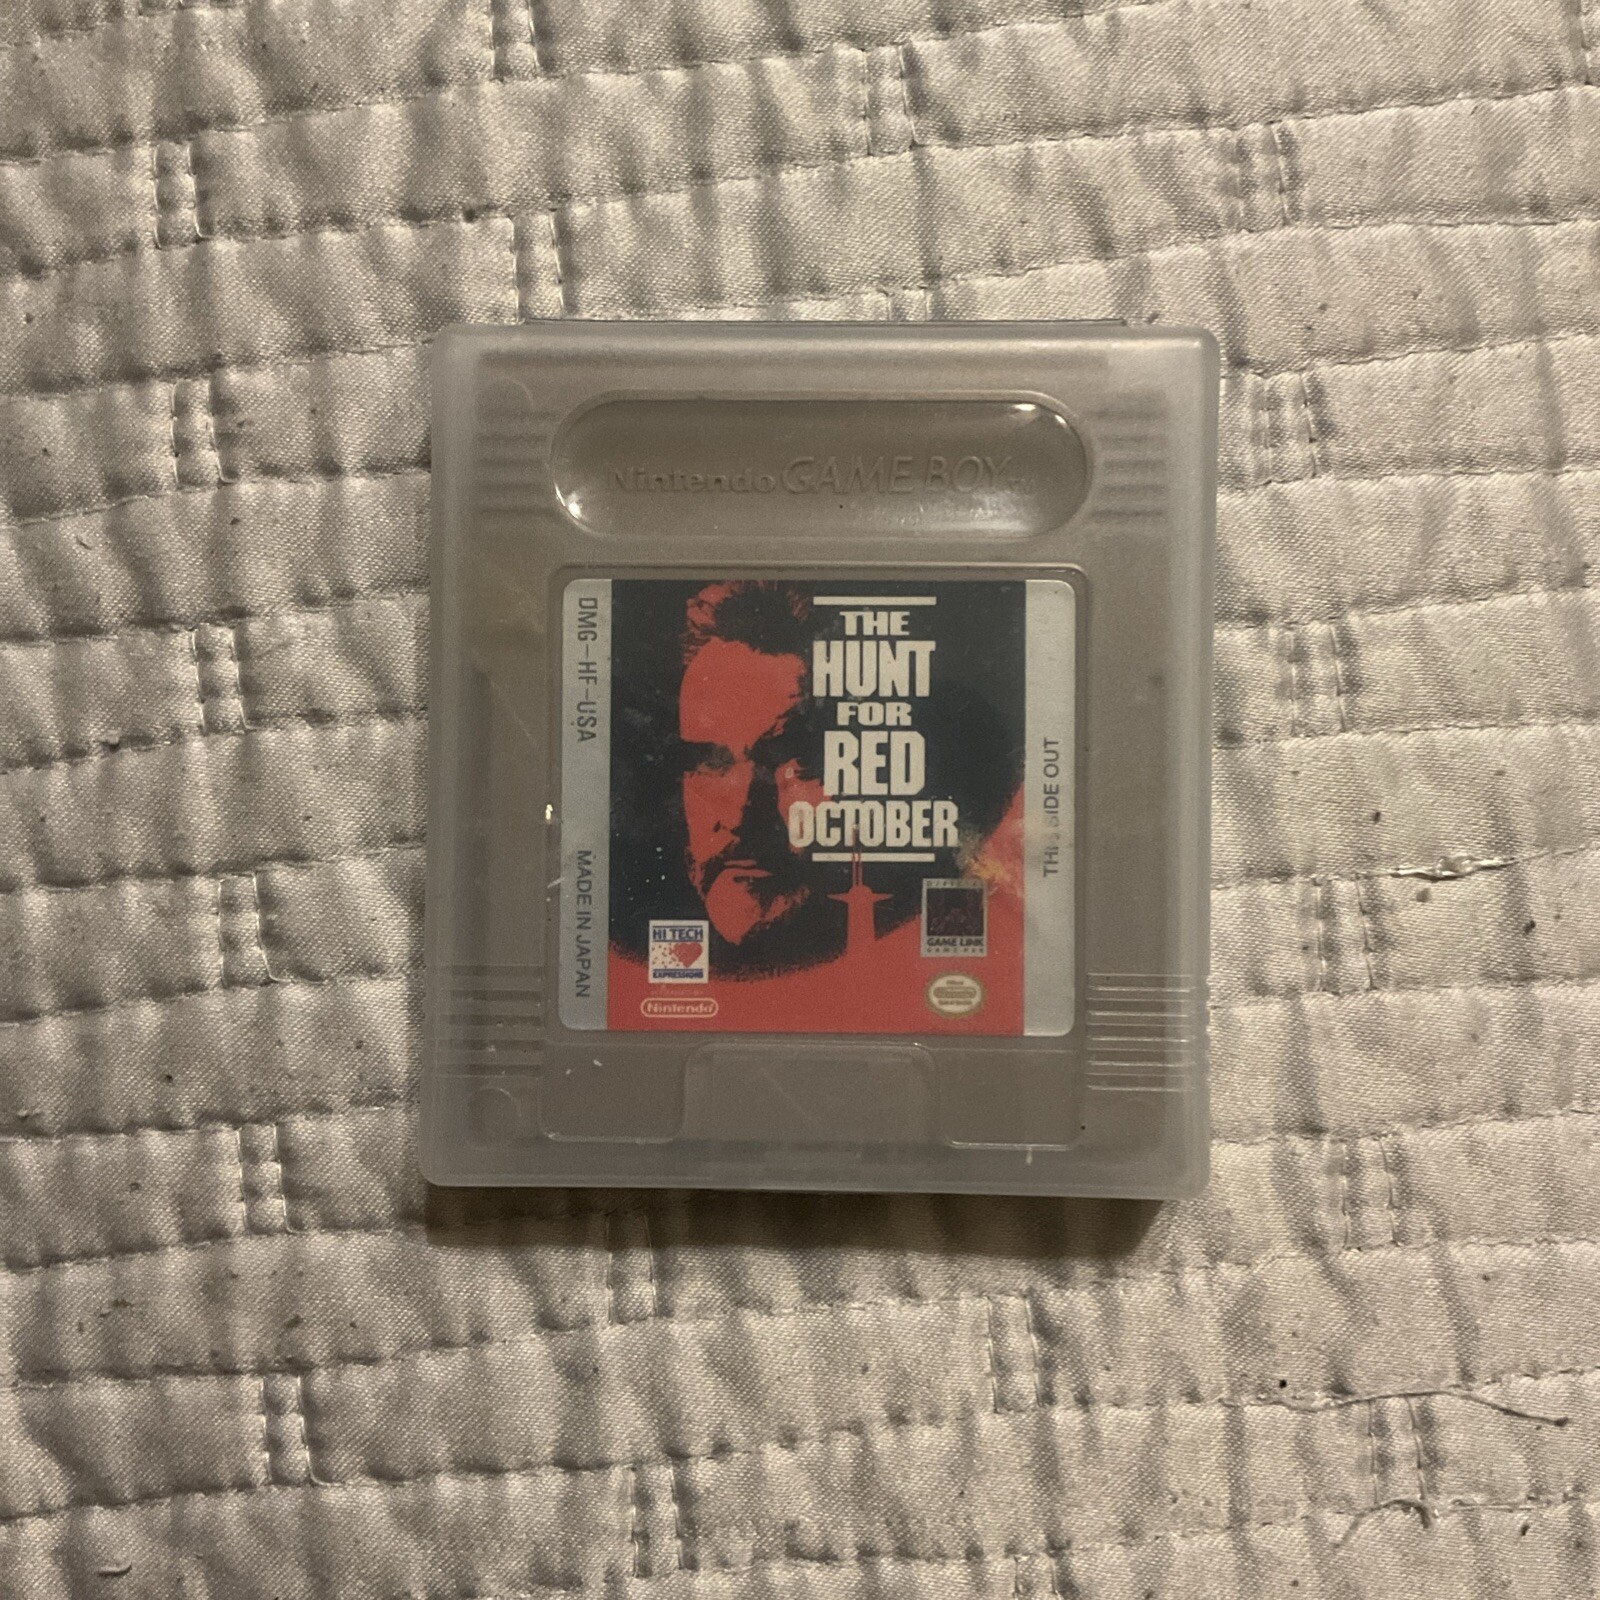 Nintendo GAME BOY TM
DMG-HF-USA
MADE IN JAPAN
THE
HUNT
FOR
RED
OCTOBER
THIS SIDE OUT
HI TECH
EXPRESSIONS
Nintendo
GAME LINK